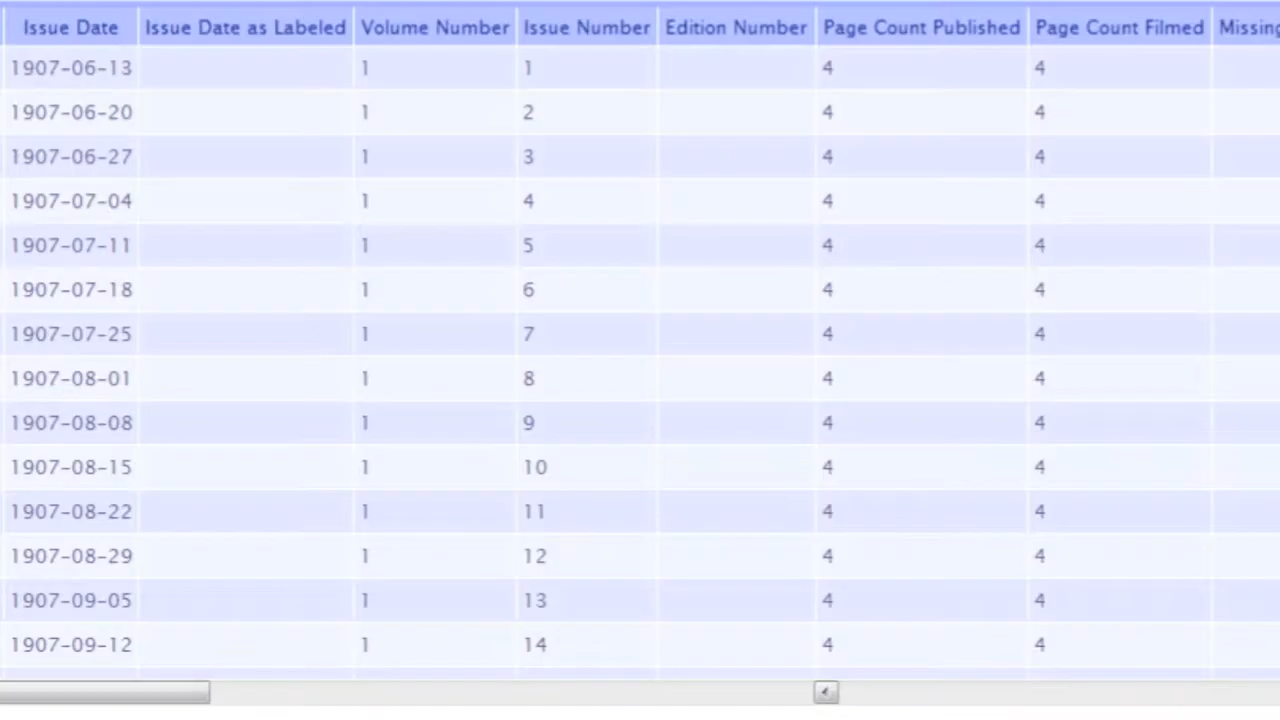 Issue Date Issue Date as Labeled Volume Number Issue Number Edition Number Page Count Published Page Count Filmed Missing
1907-06-13 1 1 4 4
1907-06-20 1 2 4 4
1907-06-27 1 3 4 4
1907-07-04 1 4 4 4
1907-07-11 1 5 4 4
1907-07-18 1 6 4 4
1907-07-25 1 7 4 4
1907-08-01 1 8 4 4
1907-08-08 1 9 4 4
1907-08-15 1 10 4 4
1907-08-22 1 11 4 4
1907-08-29 1 12 4 4
1907-09-05 1 13 4 4
1907-09-12 1 14 4 4